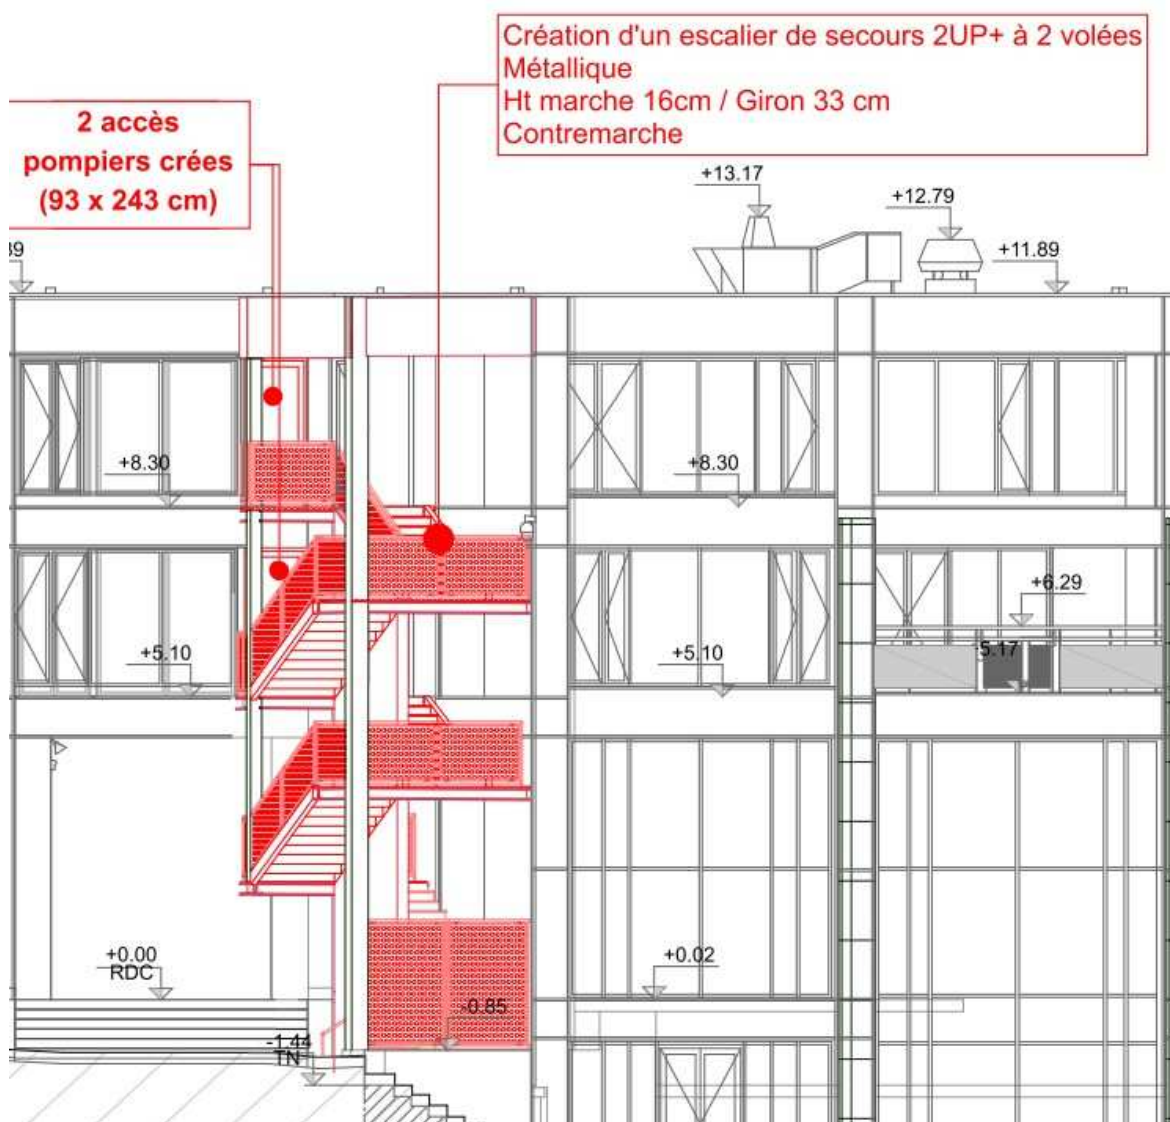 Création d'un escalier de secours 2UP+ à 2 volées
Métallique
Ht marche 16cm / Giron 33 cm
Contremarche
2 accès
pompiers crées
(93 x 243 cm)
+13.17
+12.79
+11.89
39
+8.30
+8.30
+6.29
+5.10
+5.10
-5.17
+0.00
RDC
+0.02
-0.85
-1.44
TN